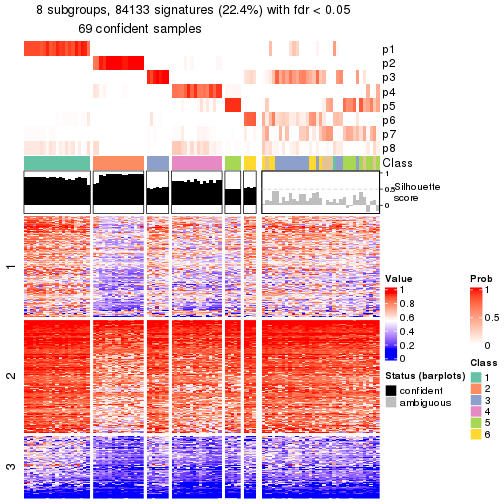 8 subgroups, 84133 signatures (22.4%) with fdr < 0.05
69 confident samples
p1
p2
p3
p4
p5
p6
p7
p8
Class
1
0.5
0
Silhouette
score
1
2
3
Value
1
0.8
0.6
0.4
0.2
0
Status (barplots)
confident
ambiguous
Prob
1
0.5
0
Class
1
2
3
4
5
6